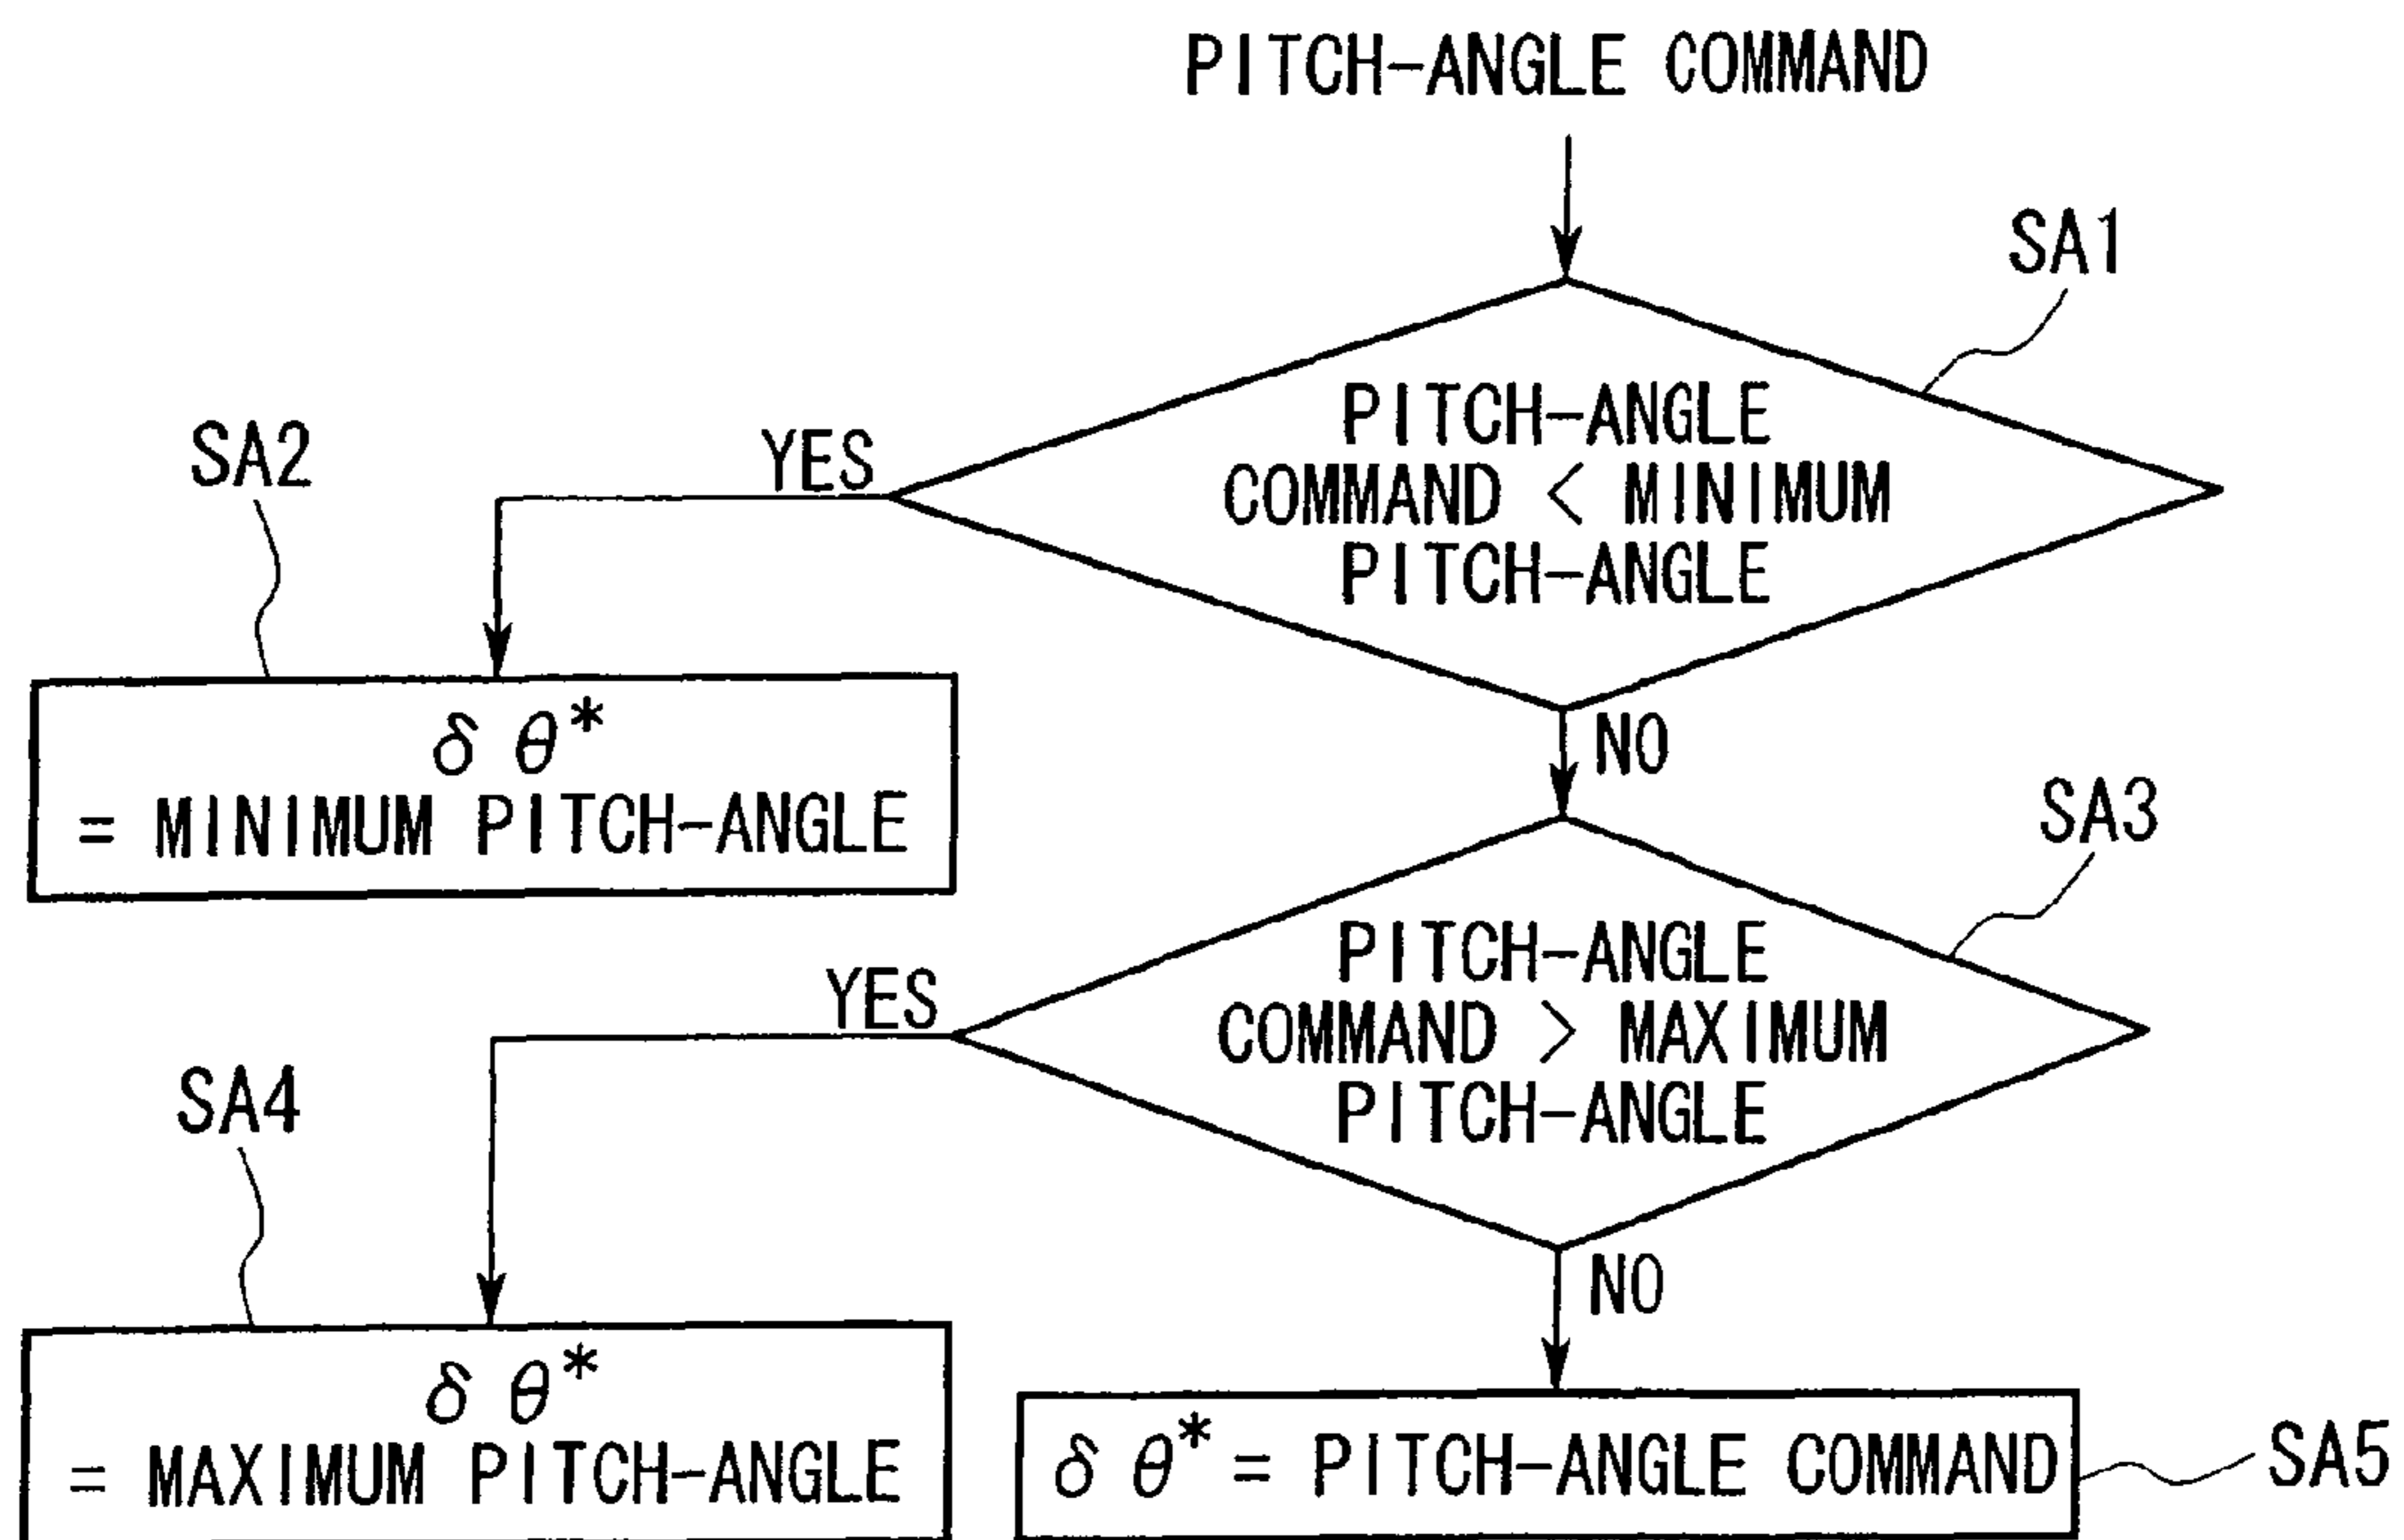 PITCH-ANGLE COMMAND
SA1
PITCH-ANGLE
COMMAND < MINIMUM
PITCH-ANGLE
YES
SA2
δ θ*
= MINIMUM PITCH-ANGLE
NO
SA3
PITCH-ANGLE
COMMAND > MAXIMUM
PITCH-ANGLE
YES
SA4
δ θ*
= MAXIMUM PITCH-ANGLE
NO
δ θ* = PITCH-ANGLE COMMAND
SA5